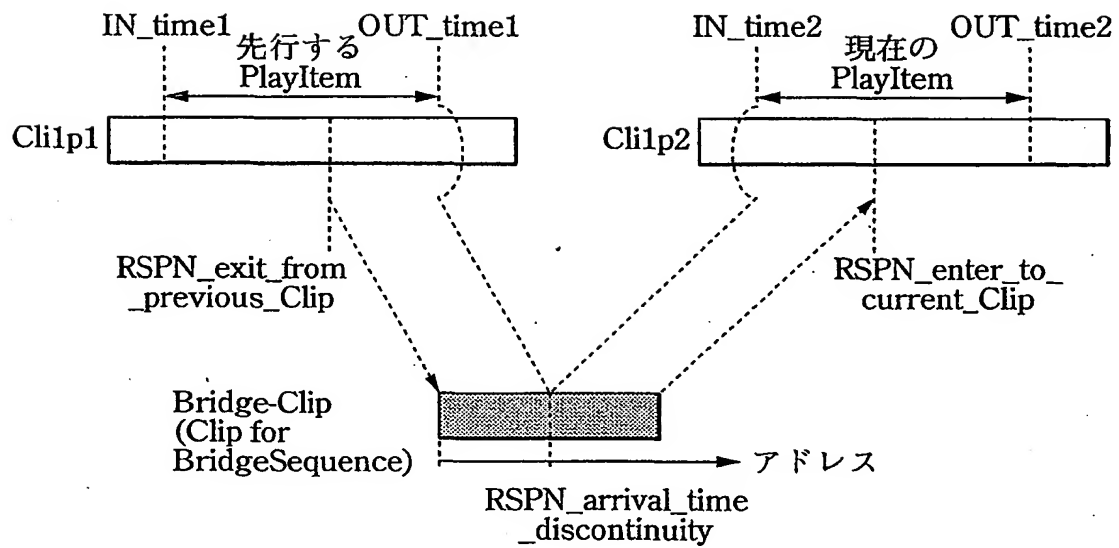 IN_time1
先行する
PlayItem
OUT_time1
IN_time2
現在の
PlayItem
OUT_time2
Cli1p1
Cli1p2
RSPN_exit_from
_previous_Clip
RSPN_enter_to_
current_Clip
Bridge-Clip
(Clip for
BridgeSequence)
アドレス
RSPN_arrival_time
_discontinuity